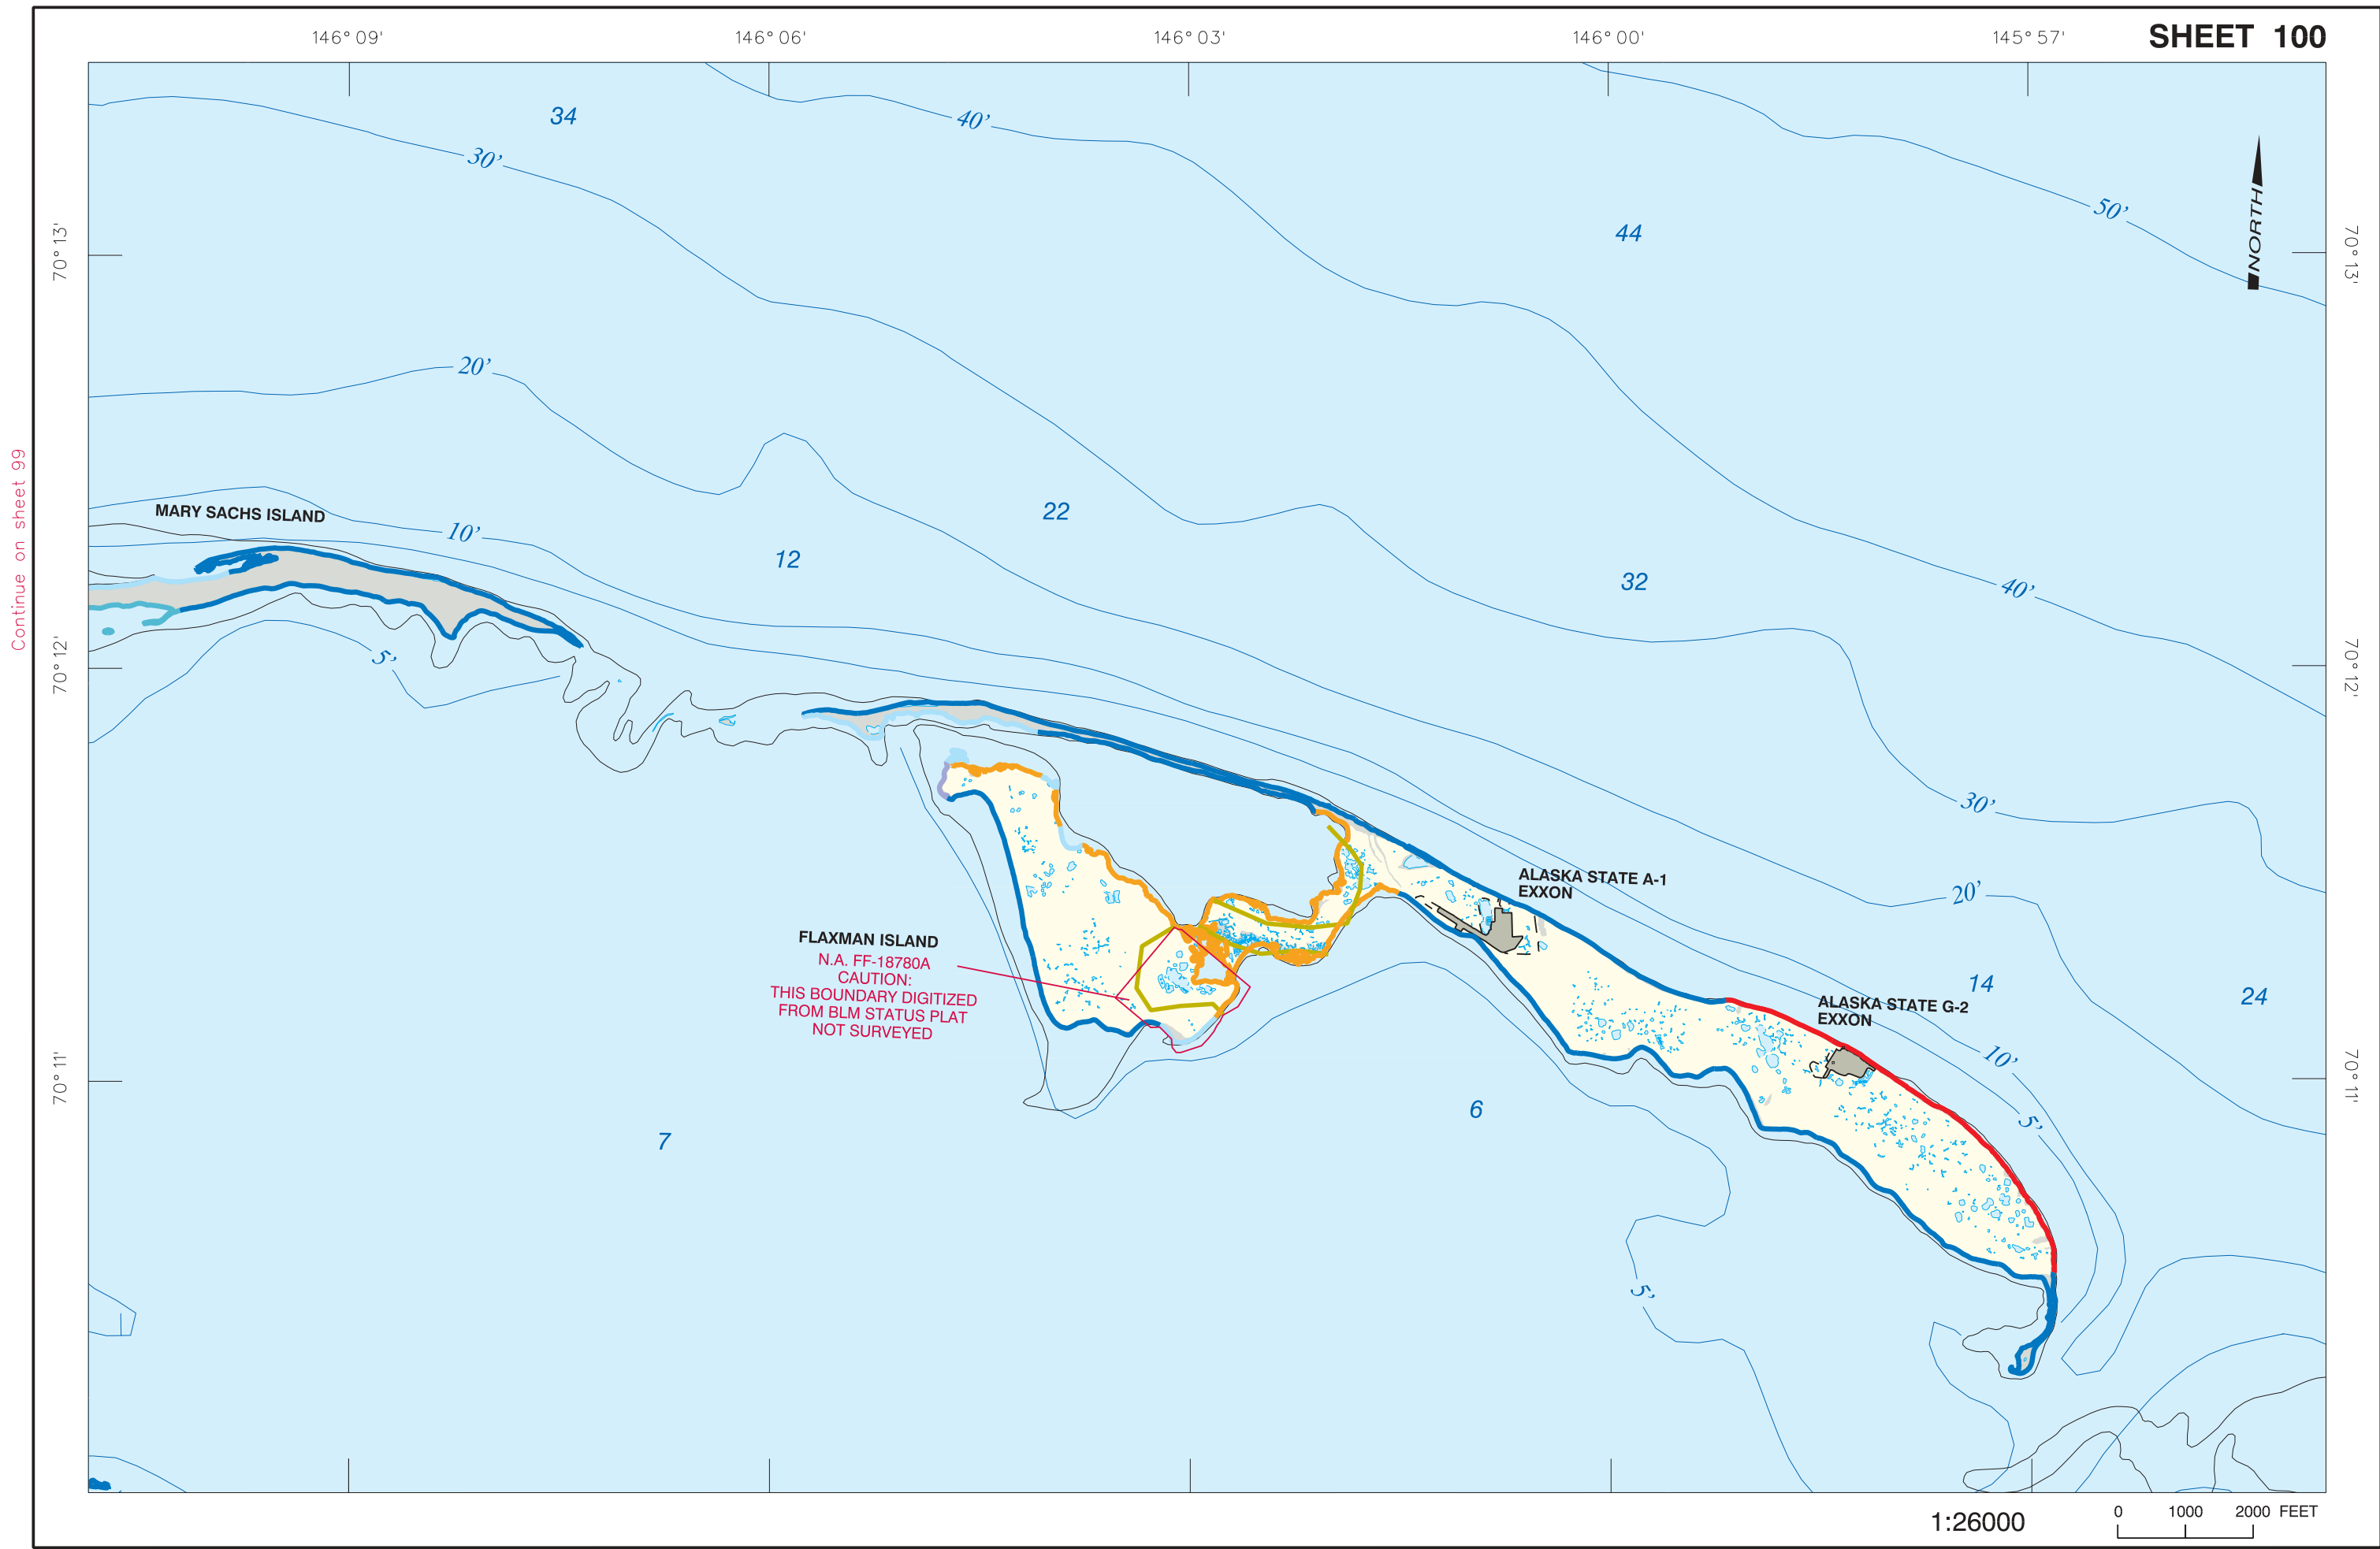 SHEET 100
146° 09'
146° 06'
146° 03'
146° 00'
145° 57'
34
40'
30'
50'
44
NORTH
70° 13'
70° 13'
20'
Continue on sheet 99
MARY SACHS ISLAND
10'
22
12
32
40'
5'
70° 12'
70° 12'
30'
ALASKA STATE A-1
EXXON
20'
FLAXMAN ISLAND
N.A. FF-18780A
CAUTION:
THIS BOUNDARY DIGITIZED
FROM BLM STATUS PLAT
NOT SURVEYED
14
24
ALASKA STATE G-2
EXXON
10'
70° 11'
70° 11'
5'
6
7
5'
1:26000
0 1000 2000 FEET